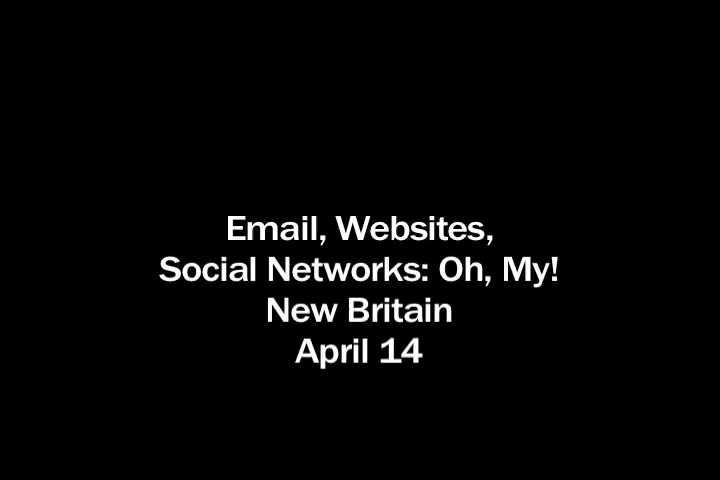 Email, Websites,
Social Networks: Oh, My!
New Britain
April 14